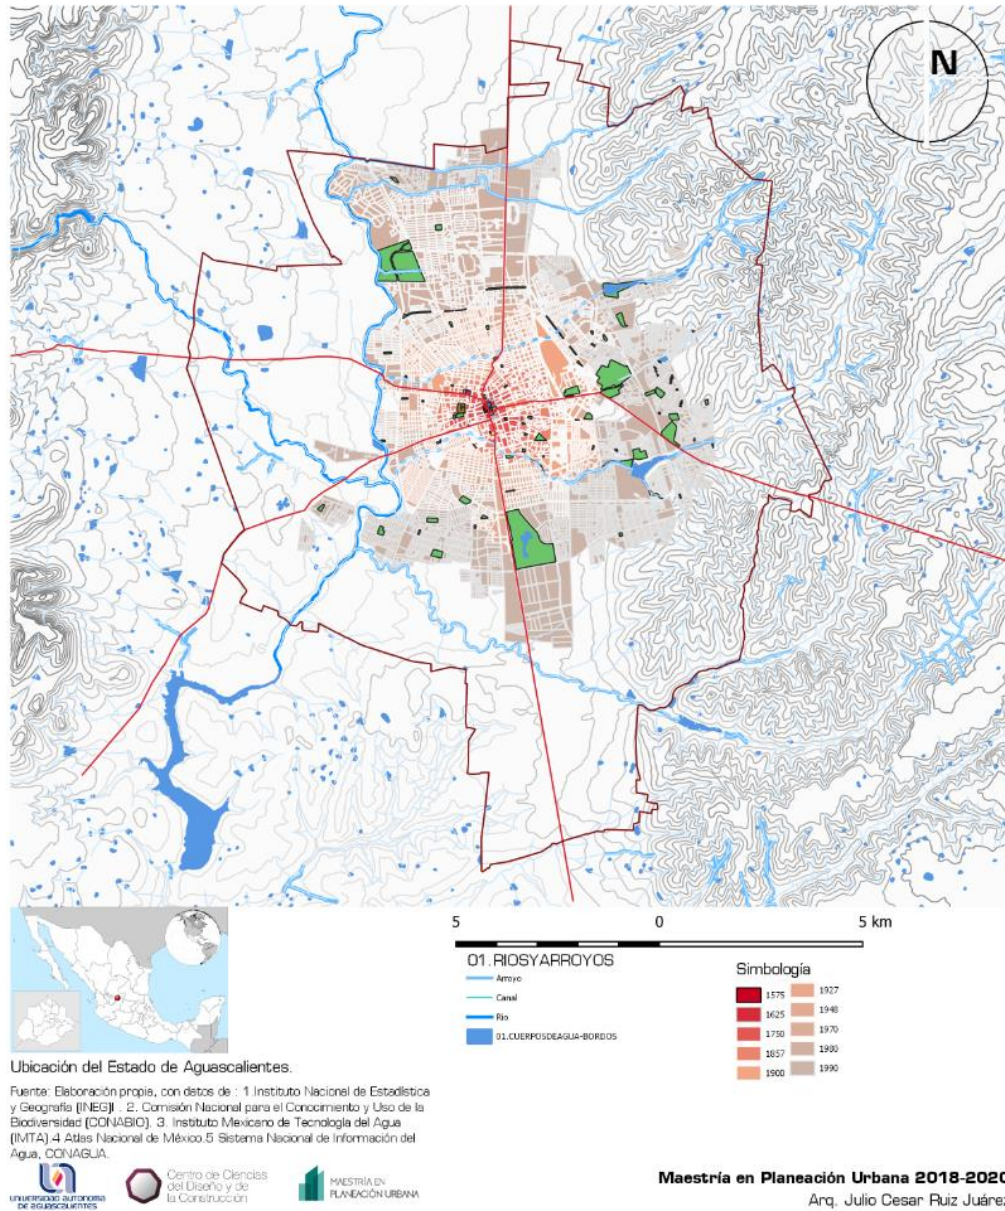 N
5 0 5 km
01.RIOSYARROYOS
Arroyo
Canal
Rio
01.CUERPOSDEAGUA-BORDOS
Simbología
1575
1625
1750
1857
1900
1927
1948
1970
1980
1990
Ubicación del Estado de Aguascalientes.
Fuente: Elaboración propia, con datos de : 1.Instituto Nacional de Estadística
y Geografía (INEGI) . 2. Comisión Nacional para el Conocimiento y Uso de la
Biodiversidad (CONABIO). 3. Instituto Mexicano de Tecnología del Agua
(IMTA).4 Atlas Nacional de México.5 Sistema Nacional de Información del
Agua, CONAGUA.
UNIVERSIDAD AUTONOMA
DE AGUASCALIENTES
Centro de Ciencias
del Diseño y de
la Construcción
MAESTRÍA EN
PLANEACIÓN URBANA
Maestría en Planeación Urbana 2018-2020
Arq. Julio Cesar Ruiz Juárez